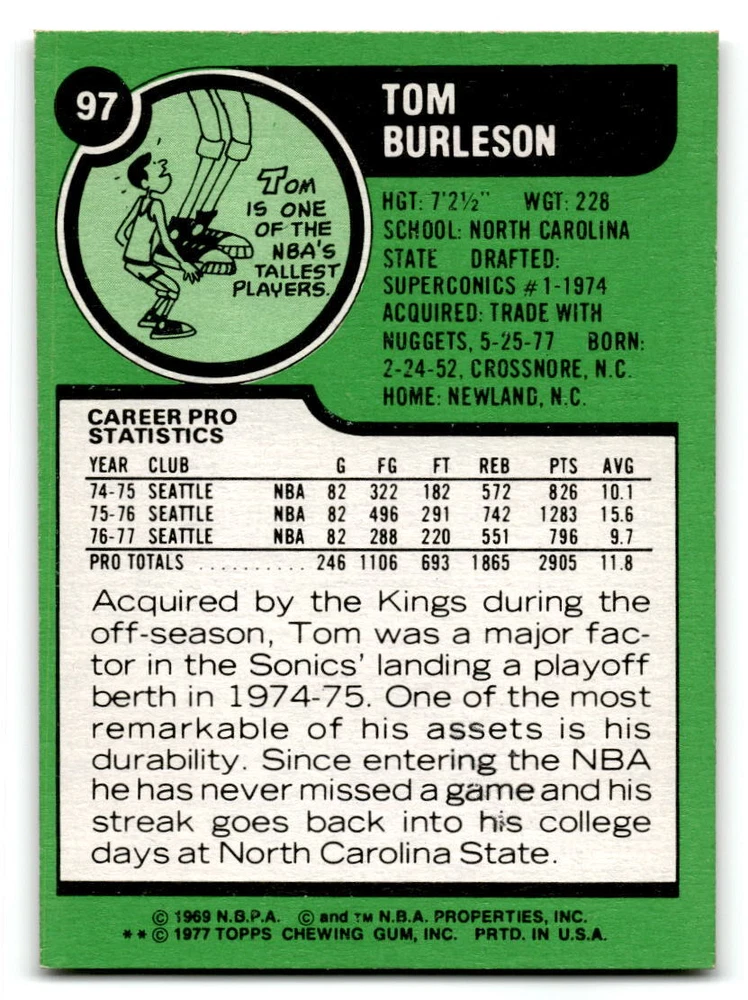 97
TOM
BURLESON
TOM
IS ONE
OF THE
NBA'S
TALLEST
PLAYERS.
HGT: 7'2½" WGT: 228
SCHOOL: NORTH CAROLINA
STATE DRAFTED:
SUPERCONICS #1-1974
ACQUIRED: TRADE WITH
NUGGETS, 5-25-77 BORN:
2-24-52, CROSSNORE, N.C.
HOME: NEWLAND, N.C.
CAREER PRO
STATISTICS
YEAR CLUB G FG FT REB PTS AVG
74-75 SEATTLE NBA 82 322 182 572 826 10.1
75-76 SEATTLE NBA 82 496 291 742 1283 15.6
76-77 SEATTLE NBA 82 288 220 551 796 9.7
PRO TOTALS .......... 246 1106 693 1865 2905 11.8
Acquired by the Kings during the
off-season, Tom was a major fac-
tor in the Sonics' landing a playoff
berth in 1974-75. One of the most
remarkable of his assets is his
durability. Since entering the NBA
he has never missed a game and his
streak goes back into his college
days at North Carolina State.
© 1969 N.B.P.A. © and TM N.B.A. PROPERTIES, INC.
**© 1977 TOPPS CHEWING GUM, INC. PRTD. IN U.S.A.